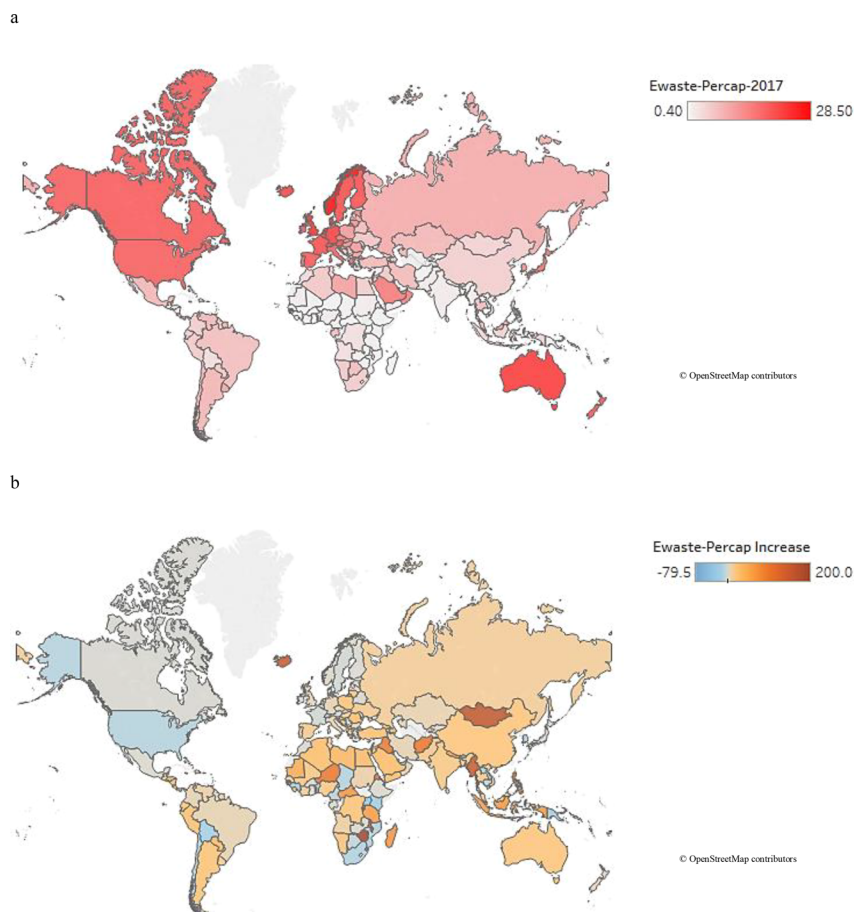 a
Ewaste-Percap-2017
0.40 28.50
© OpenStreetMap contributors
b
Ewaste-Percap Increase
-79.5 200.0
© OpenStreetMap contributors